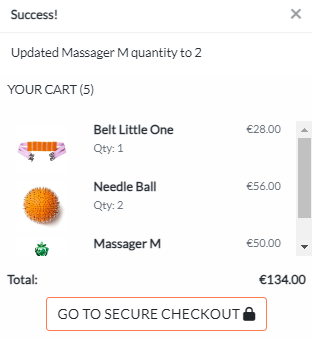 Success!
×
Updated Massager M quantity to 2
YOUR CART (5)
Belt Little One
€28.00
Qty: 1
Needle Ball
€56.00
Qty: 2
Massager M
€50.00
Total:
€134.00
GO TO SECURE CHECKOUT